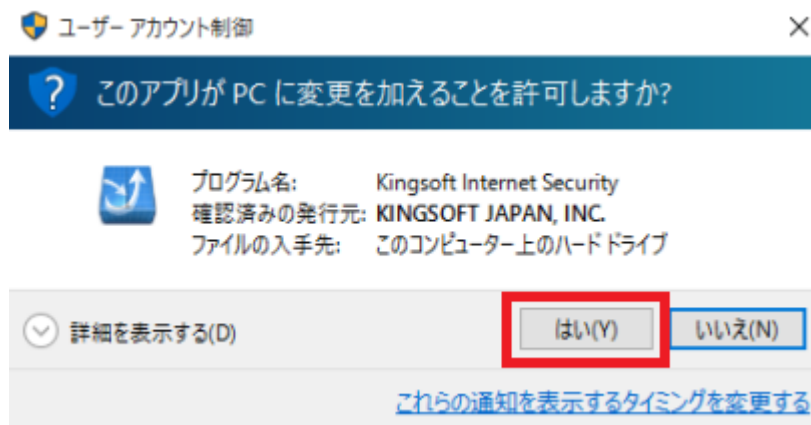 ユーザー アカウント制御
このアプリが PC に変更を加えることを許可しますか?
プログラム名: Kingsoft Internet Security
確認済みの発行元: KINGSOFT JAPAN, INC.
ファイルの入手先: このコンピューター上のハード ドライブ
詳細を表示する(D) はい(Y) いいえ(N)
これらの通知を表示するタイミングを変更する